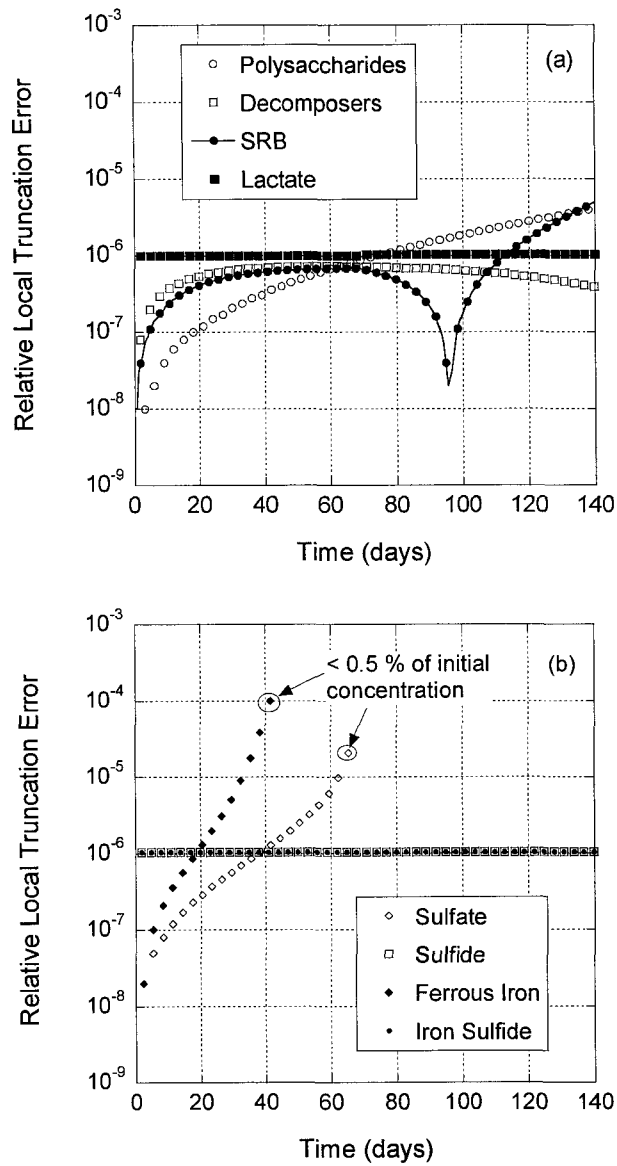 10-3
(a)
Polysaccharides
Decomposers
SRB
Lactate
10-4
10-5
10-6
10-7
10-8
10-9
0 20 40 60 80 100 120 140
Relative Local Truncation Error
Time (days)
10-3
< 0.5 % of initial
concentration
(b)
10-4
10-5
10-6
10-7
10-8
10-9
Sulfate
Sulfide
Ferrous Iron
Iron Sulfide
0 20 40 60 80 100 120 140
Relative Local Truncation Error
Time (days)